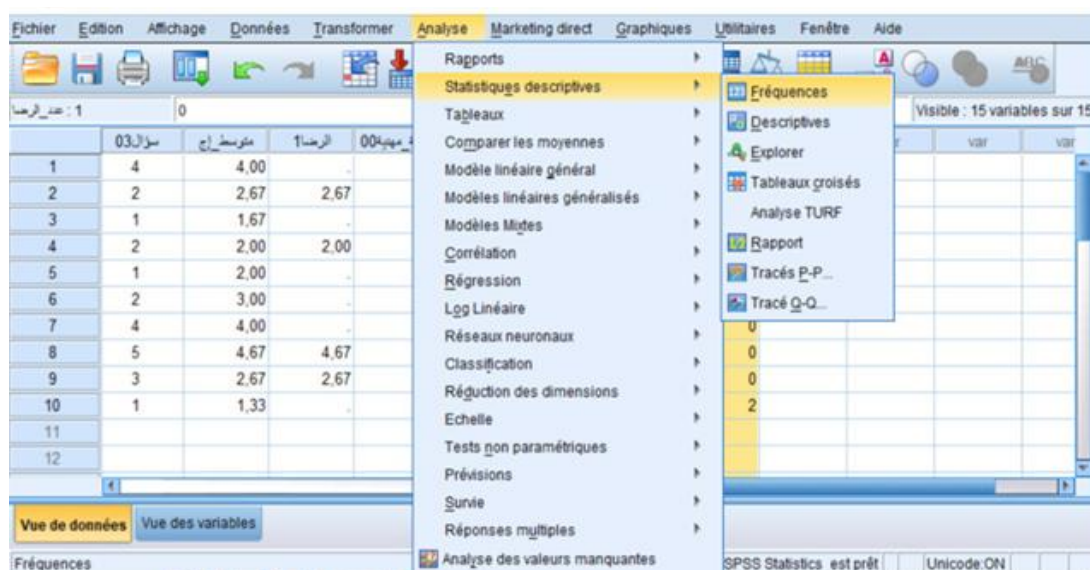 Fichier Edition Affichage Données Transformer Analyse Marketing direct Graphiques Utilitaires Fenêtre Aide
1 : عند_الرضا 0 Visible : 15 variables sur 15
سؤال03 متوسط_إج الرضا1 مهنية00 var var
1 4 4,00 .
2 2 2,67 2,67
3 1 1,67 .
4 2 2,00 2,00
5 1 2,00 .
6 2 3,00 .
7 4 4,00 . 0
8 5 4,67 4,67 0
9 3 2,67 2,67 0
10 1 1,33 . 2
11
12
Rapports
Statistiques descriptives
Tableaux
Comparer les moyennes
Modèle linéaire général
Modèles linéaires généralisés
Modèles Mixtes
Corrélation
Régression
Log Linéaire
Réseaux neuronaux
Classification
Réduction des dimensions
Echelle
Tests non paramétriques
Prévisions
Survie
Réponses multiples
Analyse des valeurs manquantes
Fréquences
Descriptives
Explorer
Tableaux croisés
Analyse TURF
Rapport
Tracés P-P...
Tracé Q-Q...
Vue de données Vue des variables
Fréquences SPSS Statistics est prêt Unicode:ON